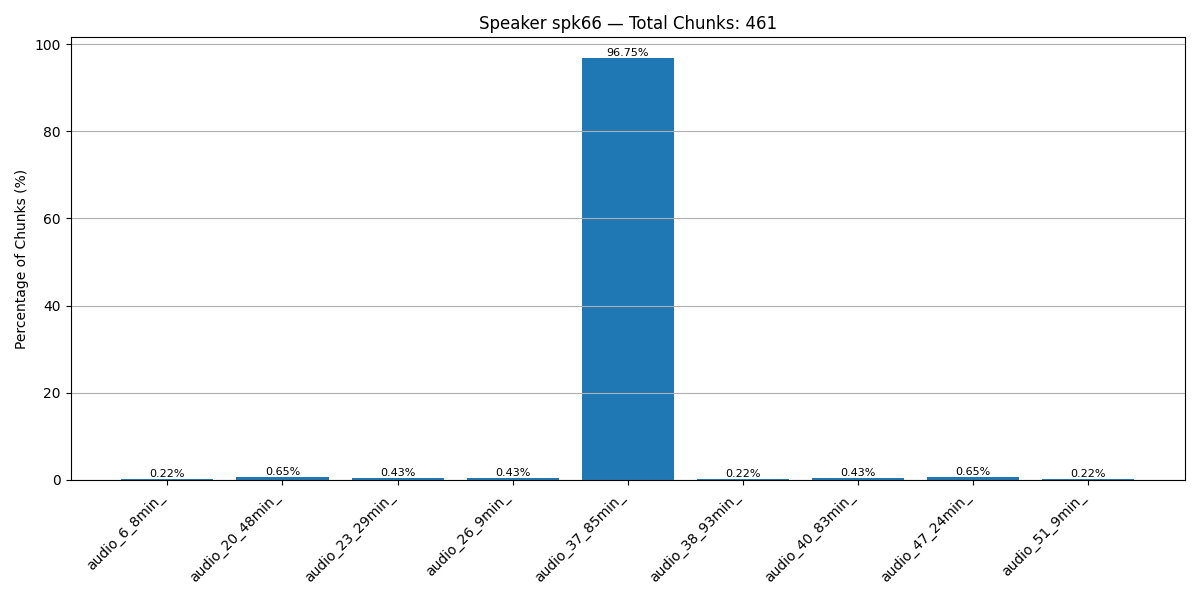 Speaker spk66 — Total Chunks: 461
Percentage of Chunks (%)
100
80
60
40
20
0
0.22%
0.65%
0.43%
0.43%
96.75%
0.22%
0.43%
0.65%
0.22%
audio_6_8min_
audio_20_48min_
audio_23_29min_
audio_26_9min_
audio_37_85min_
audio_38_93min_
audio_40_83min_
audio_47_24min_
audio_51_9min_